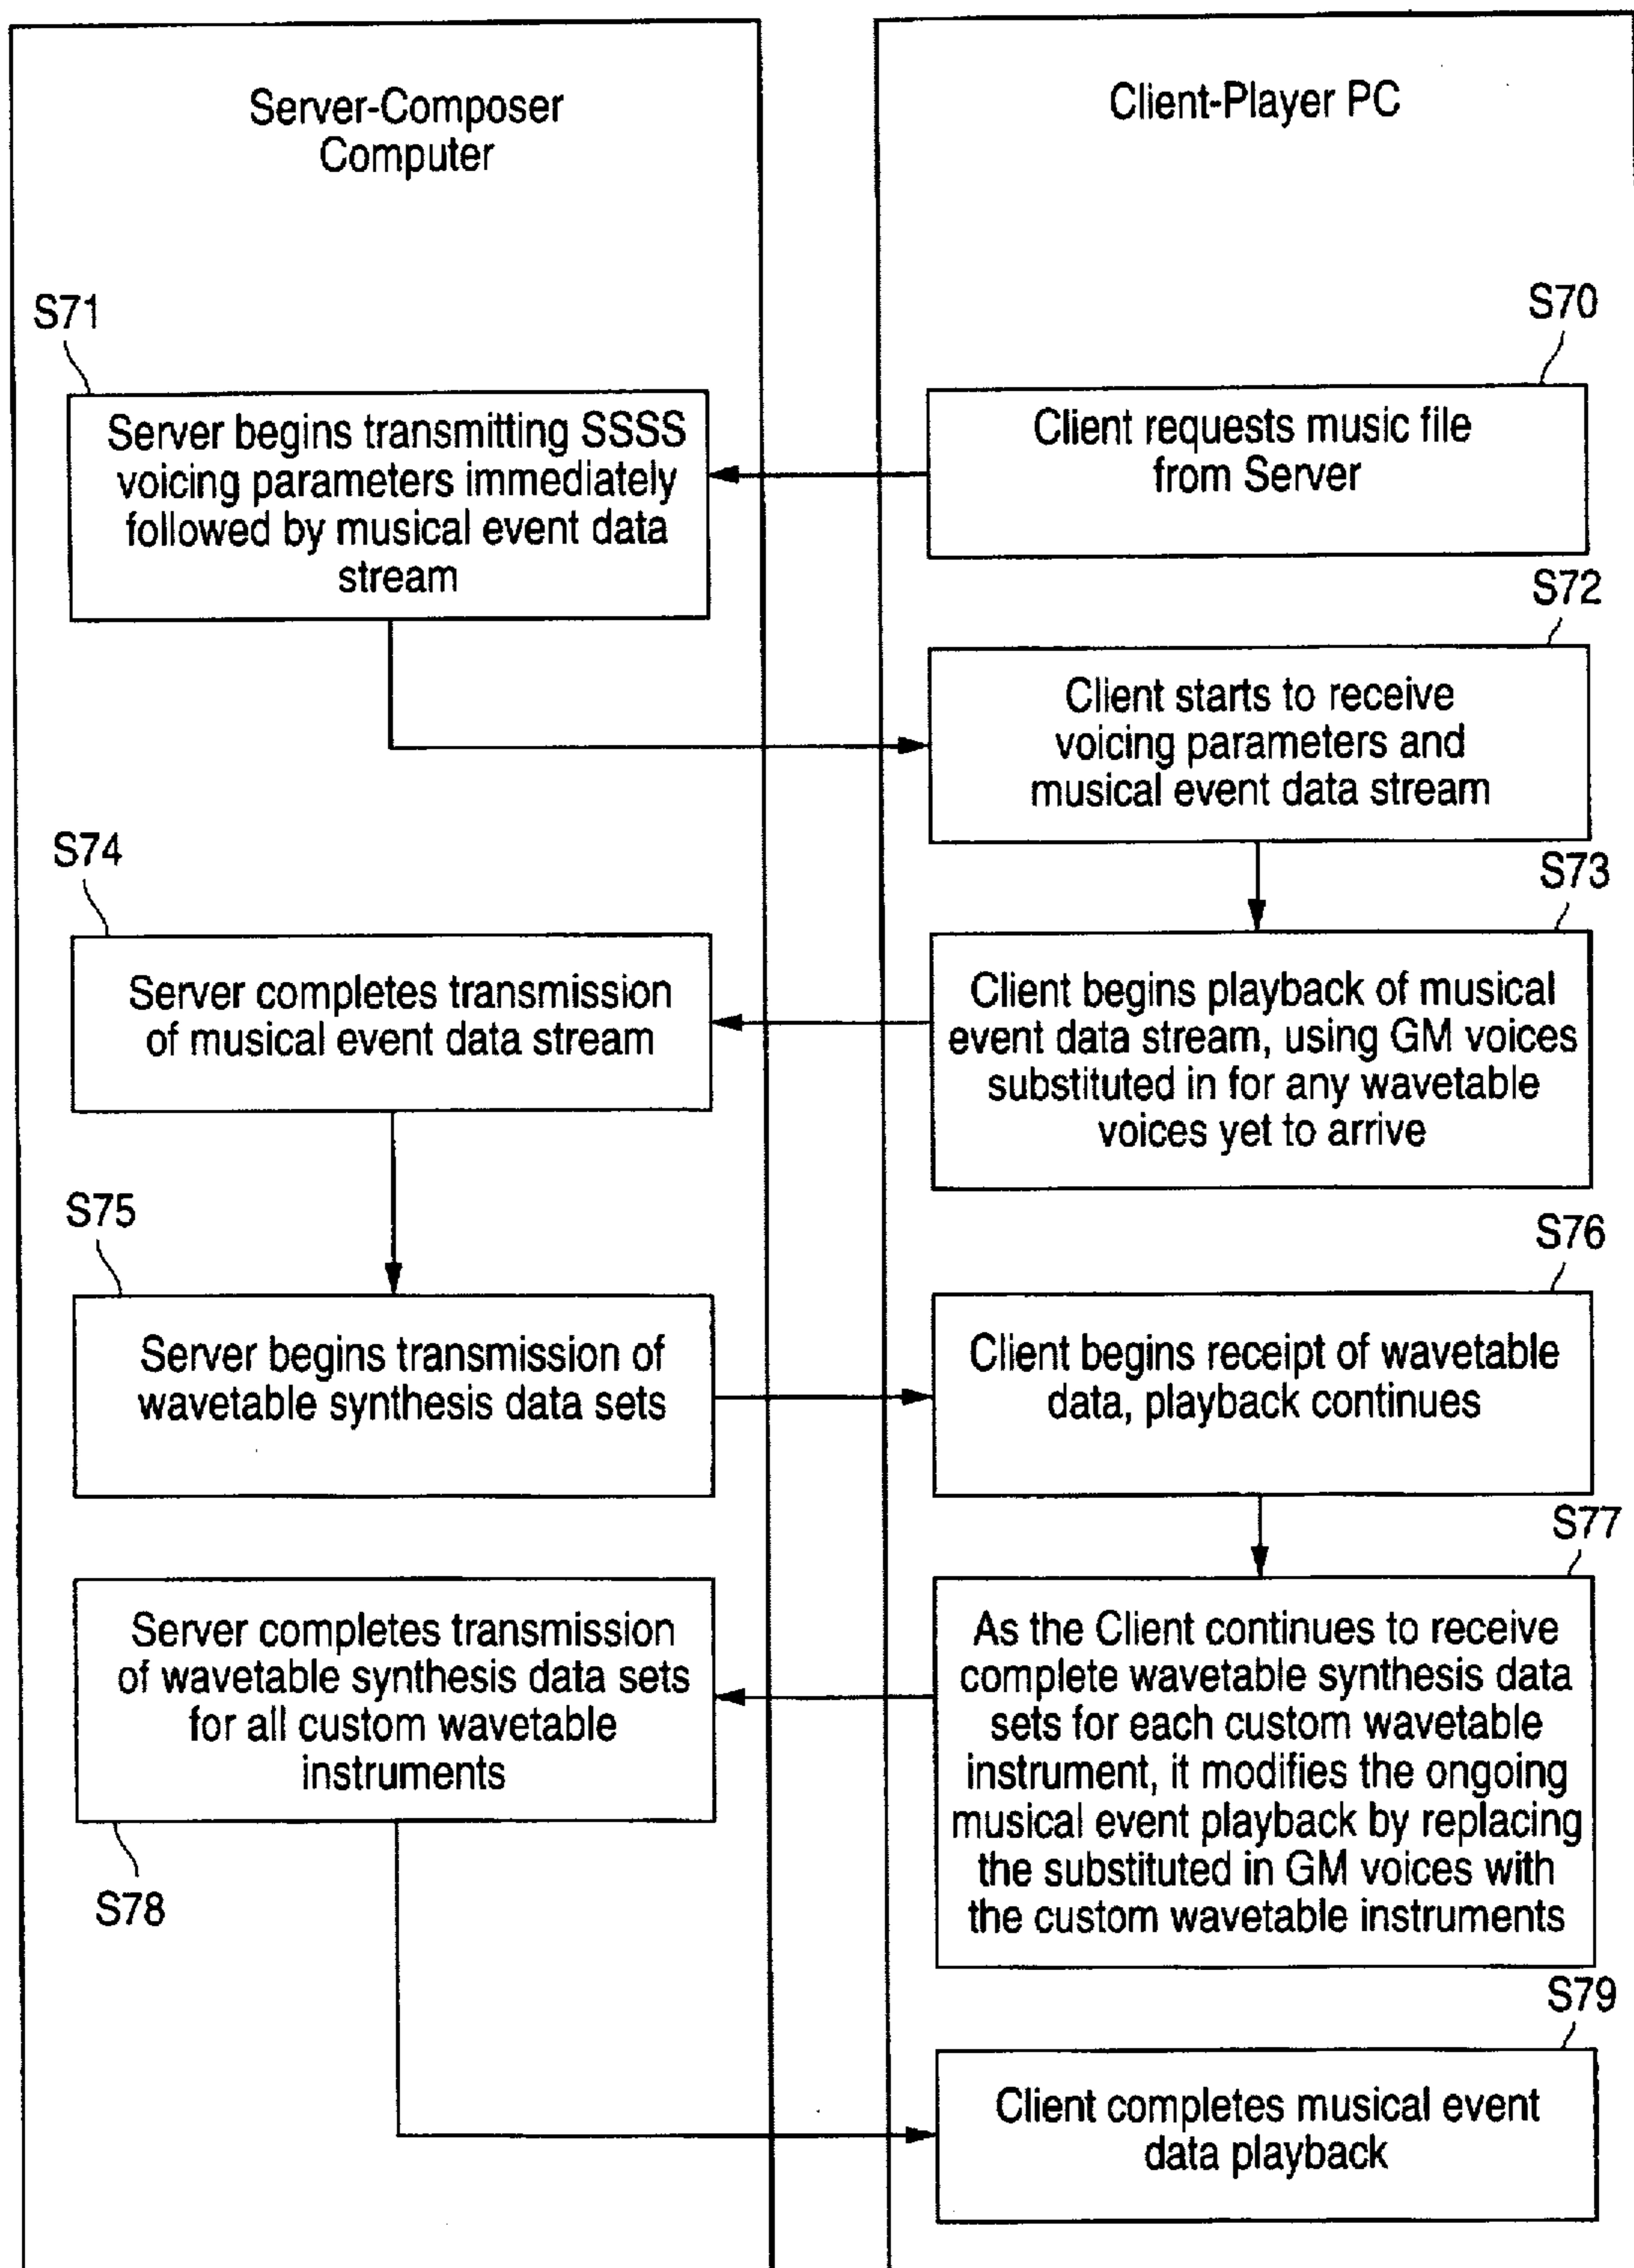 Server-Composer
Computer
Client-Player PC
S70
Client requests music file
from Server
S71
Server begins transmitting SSSS
voicing parameters immediately
followed by musical event data
stream
S72
Client starts to receive
voicing parameters and
musical event data stream
S73
Client begins playback of musical
event data stream, using GM voices
substituted in for any wavetable
voices yet to arrive
S74
Server completes transmission
of musical event data stream
S75
Server begins transmission of
wavetable synthesis data sets
S76
Client begins receipt of wavetable
data, playback continues
S77
As the Client continues to receive
complete wavetable synthesis data
sets for each custom wavetable
instrument, it modifies the ongoing
musical event playback by replacing
the substituted in GM voices with
the custom wavetable instruments
Server completes transmission
of wavetable synthesis data sets
for all custom wavetable
instruments
S78
S79
Client completes musical event
data playback